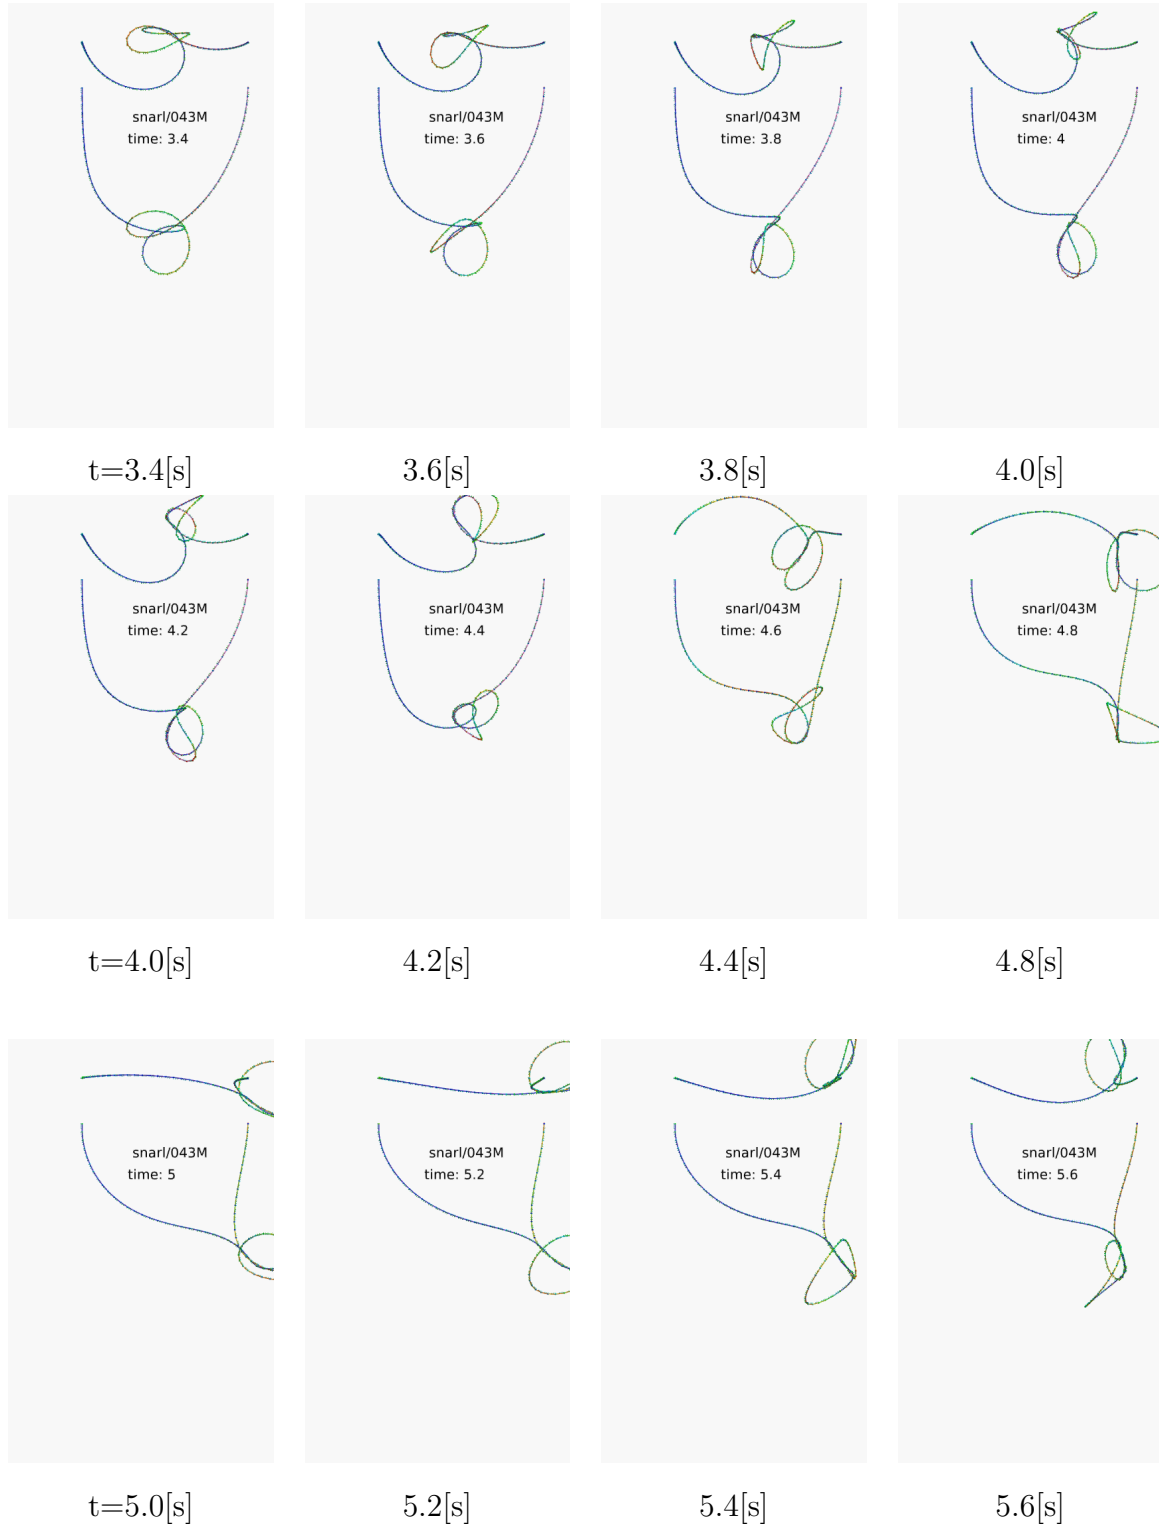 snarl/043M
time: 3.4
snarl/043M
time: 3.6
snarl/043M
time: 3.8
snarl/043M
time: 4
t=3.4[s]
3.6[s]
3.8[s]
4.0[s]
snarl/043M
time: 4.2
snarl/043M
time: 4.4
snarl/043M
time: 4.6
snarl/043M
time: 4.8
t=4.0[s]
4.2[s]
4.4[s]
4.8[s]
snarl/043M
time: 5
snarl/043M
time: 5.2
snarl/043M
time: 5.4
snarl/043M
time: 5.6
t=5.0[s]
5.2[s]
5.4[s]
5.6[s]